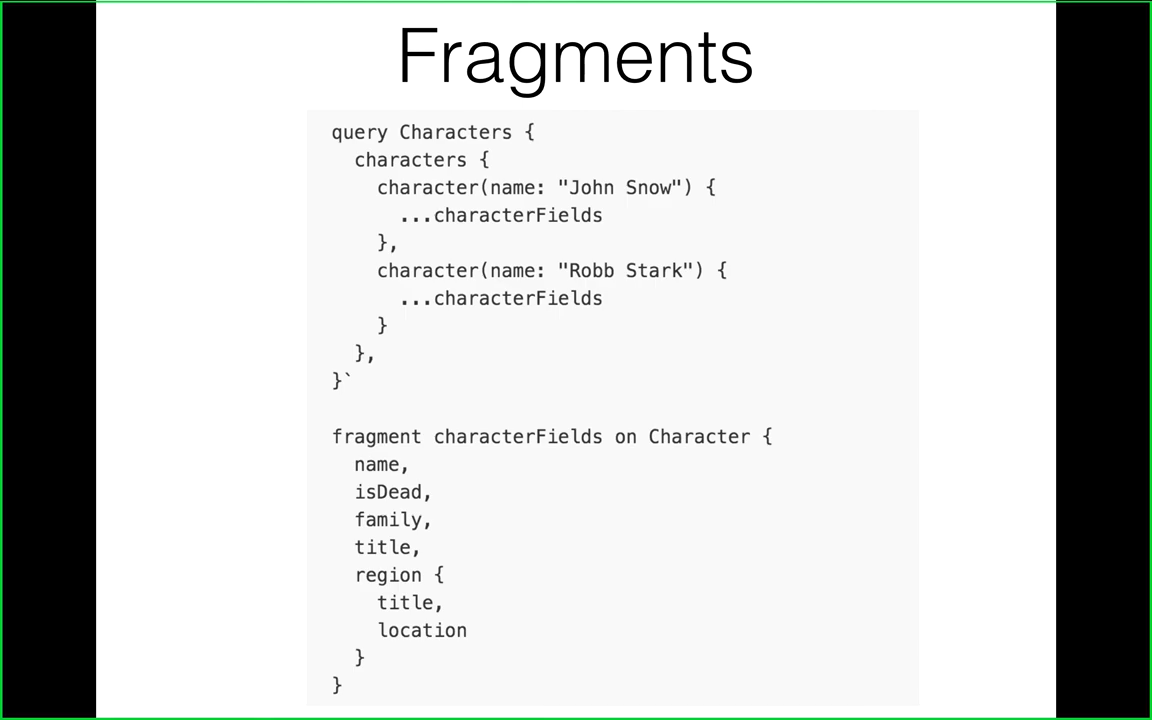 Fragments
query Characters {
  characters {
    character(name: "John Snow") {
      ...characterFields
    },
    character(name: "Robb Stark") {
      ...characterFields
    }
  },
}`

fragment characterFields on Character {
  name,
  isDead,
  family,
  title,
  region {
    title,
    location
  }
}